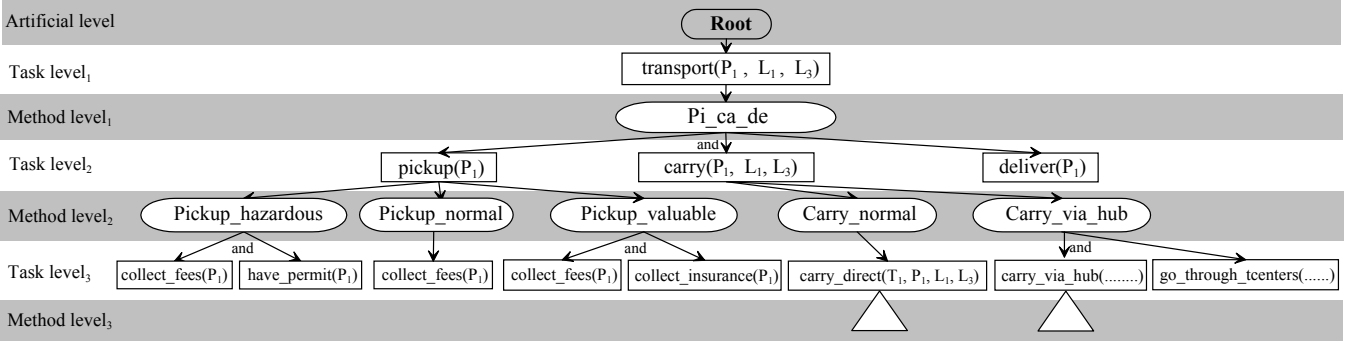 Artificial level
Root
Task level₁
transport(P₁ , L₁ , L₃)
Method level₁
Pi_ca_de
and
Task level₂
pickup(P₁)
carry(P₁, L₁, L₃)
deliver(P₁)
Method level₂
Pickup_hazardous
Pickup_normal
Pickup_valuable
Carry_normal
Carry_via_hub
and
and
and
Task level₃
collect_fees(P₁)
have_permit(P₁)
collect_fees(P₁)
collect_fees(P₁)
collect_insurance(P₁)
carry_direct(T₁, P₁, L₁, L₃)
carry_via_hub(........)
go_through_tcenters(......)
Method level₃